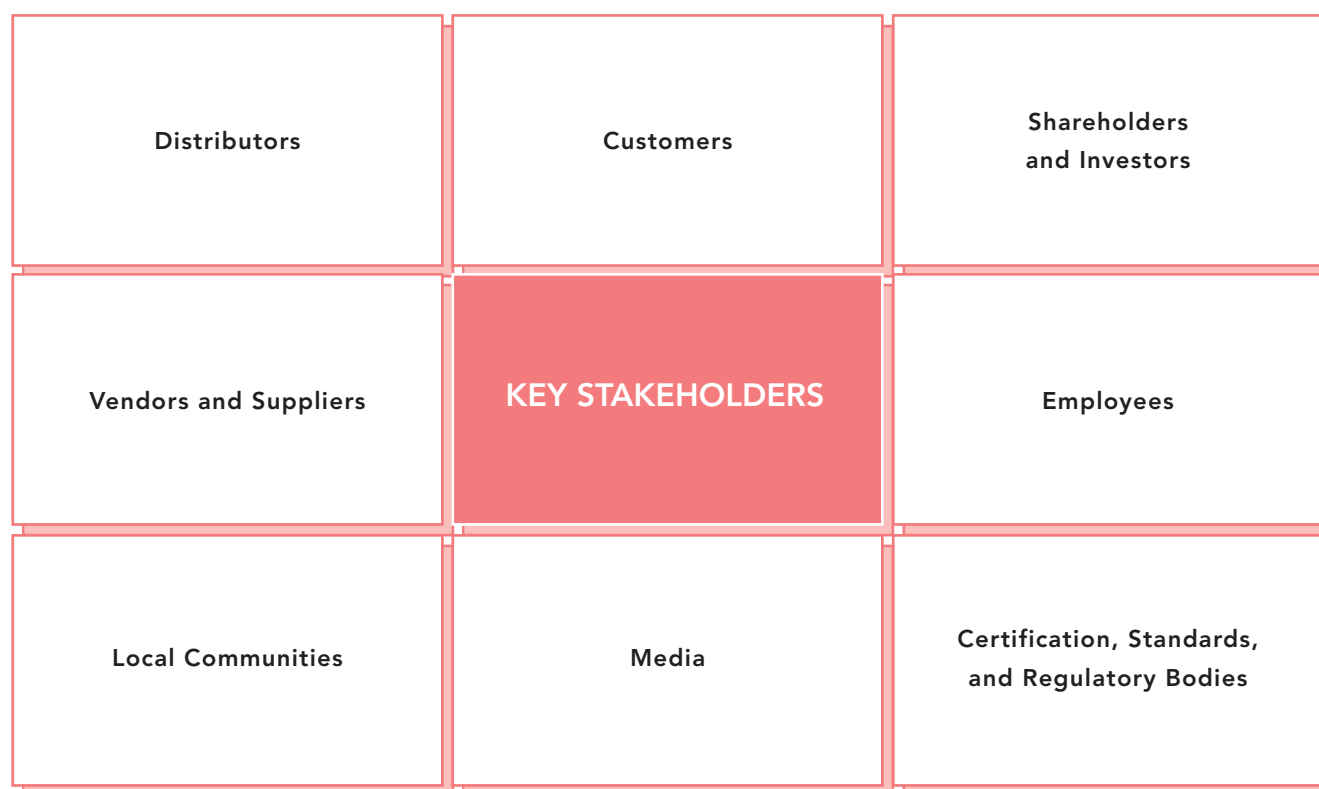 Distributors
Customers
Shareholders
and Investors
Vendors and Suppliers
KEY STAKEHOLDERS
Employees
Local Communities
Media
Certification, Standards,
and Regulatory Bodies